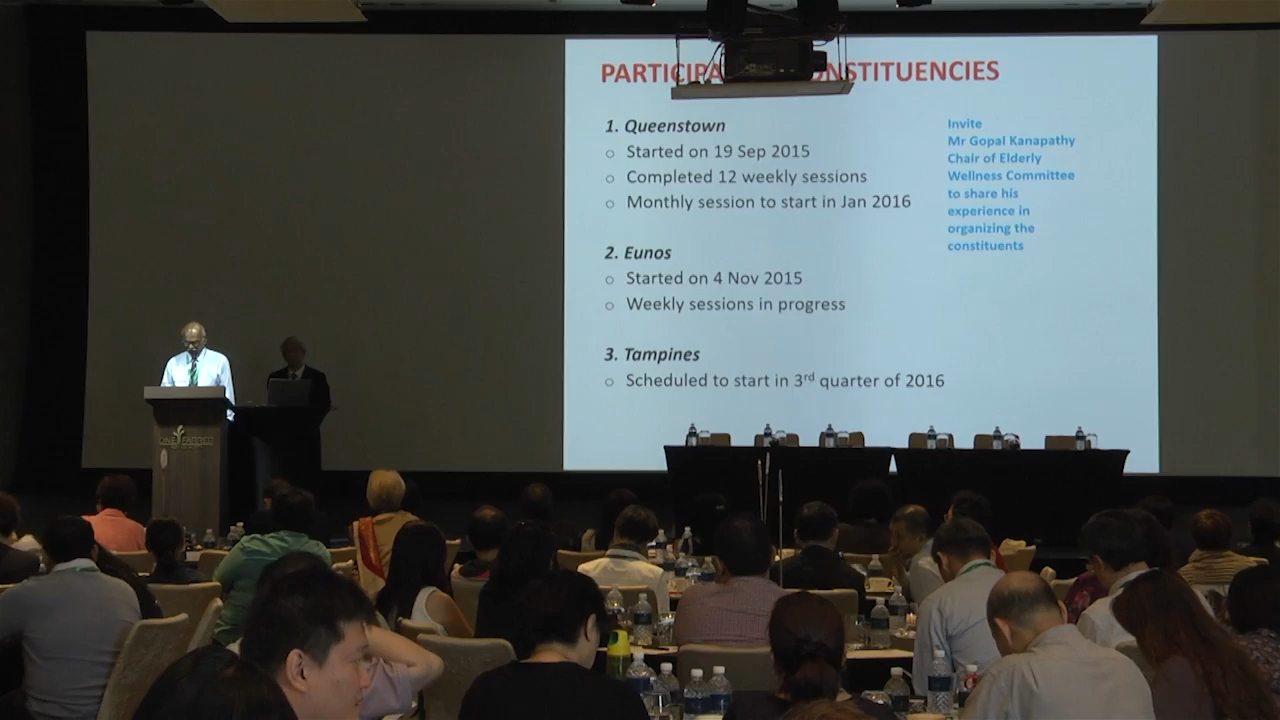 PARTICIPA ONSTITUENCIES
1. Queenstown
Started on 19 Sep 2015
Completed 12 weekly sessions
Monthly session to start in Jan 2016
2. Eunos
Started on 4 Nov 2015
Weekly sessions in progress
3. Tampines
Scheduled to start in 3rd quarter of 2016
Invite
Mr Gopal Kanapathy
Chair of Elderly
Wellness Committee
to share his
experience in
organizing the
constituents